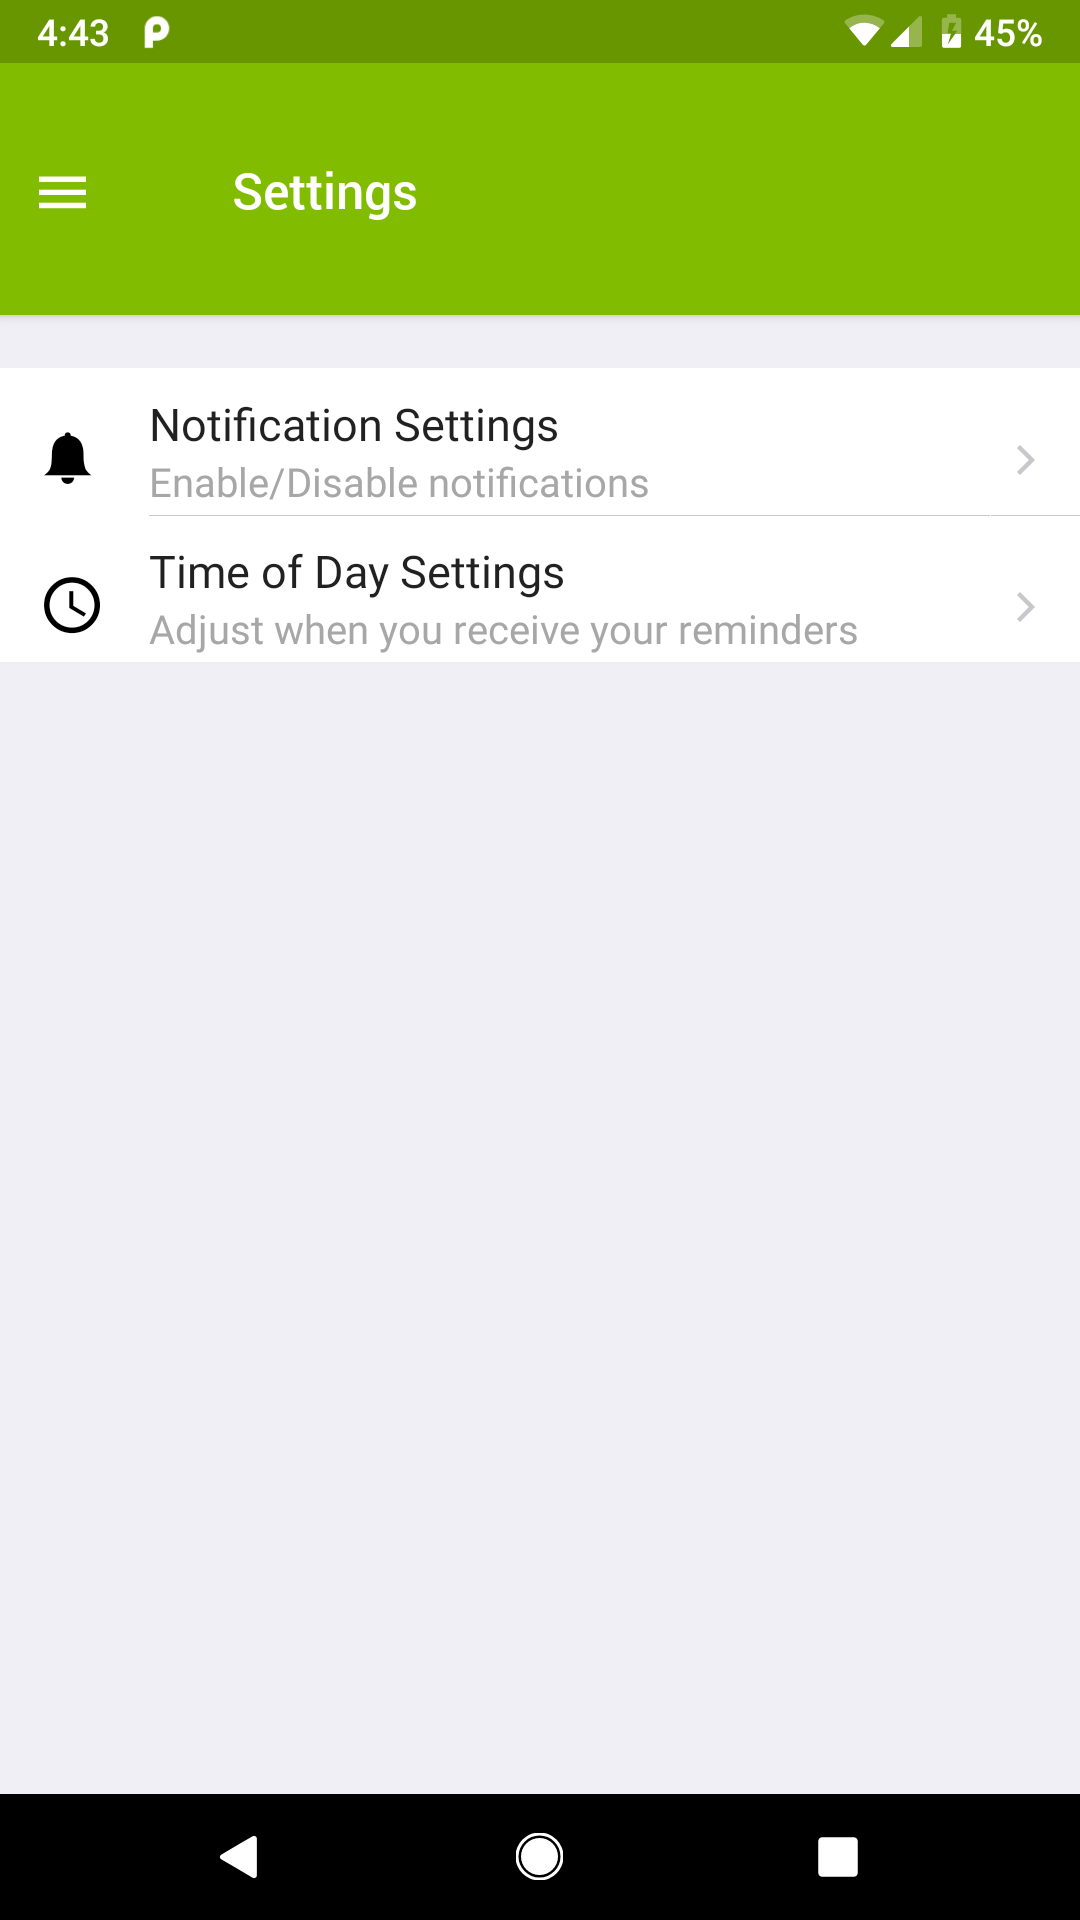 4:43 45%
Settings
Notification Settings
Enable/Disable notifications
Time of Day Settings
Adjust when you receive your reminders